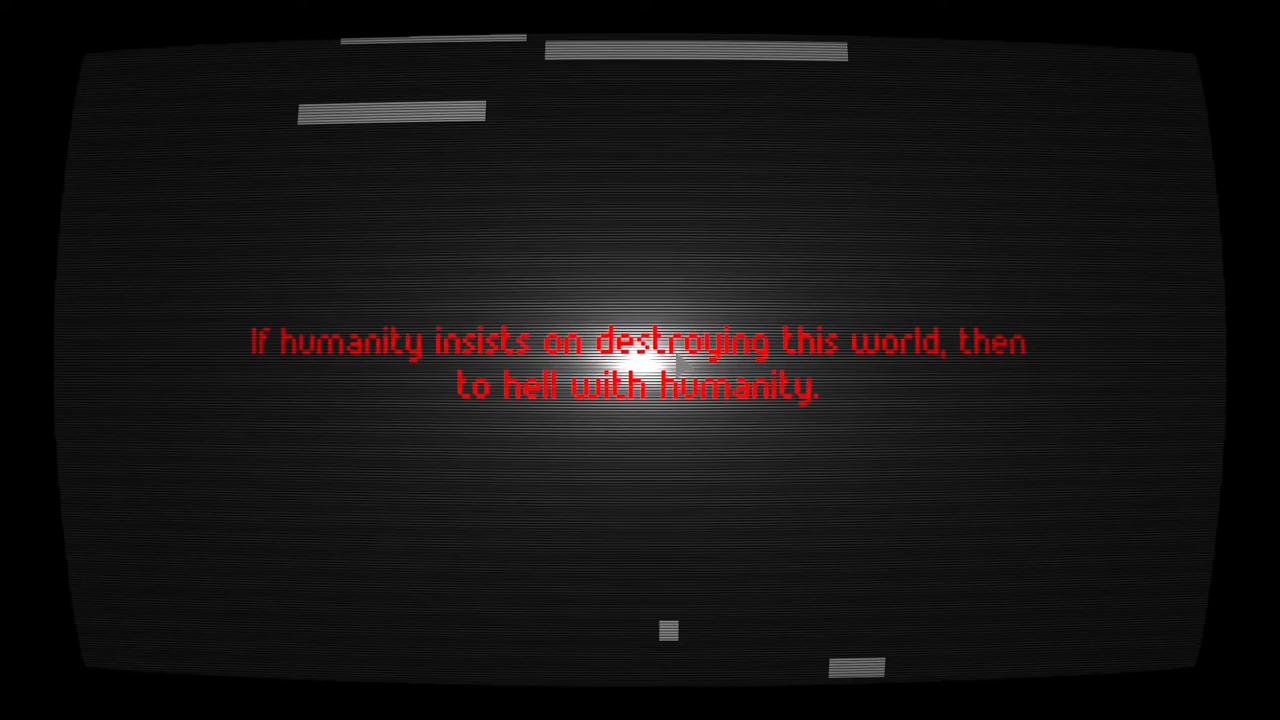 If humanity insists on destroying this world, then
to hell with humanity.